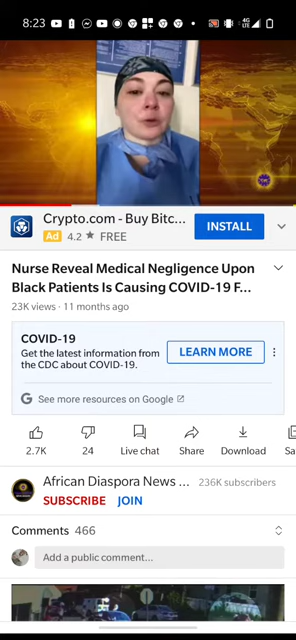 8:23
4G
LTE
Crypto.com - Buy Bitc...
Ad 4.2 ★ FREE
INSTALL
Nurse Reveal Medical Negligence Upon
Black Patients Is Causing COVID-19 F...
23K views · 11 months ago
COVID-19
Get the latest information from
the CDC about COVID-19.
LEARN MORE
G See more resources on Google
2.7K 24 Live chat Share Download Sa
African Diaspora News ... 236K subscribers
SUBSCRIBE JOIN
Comments 466
Add a public comment...